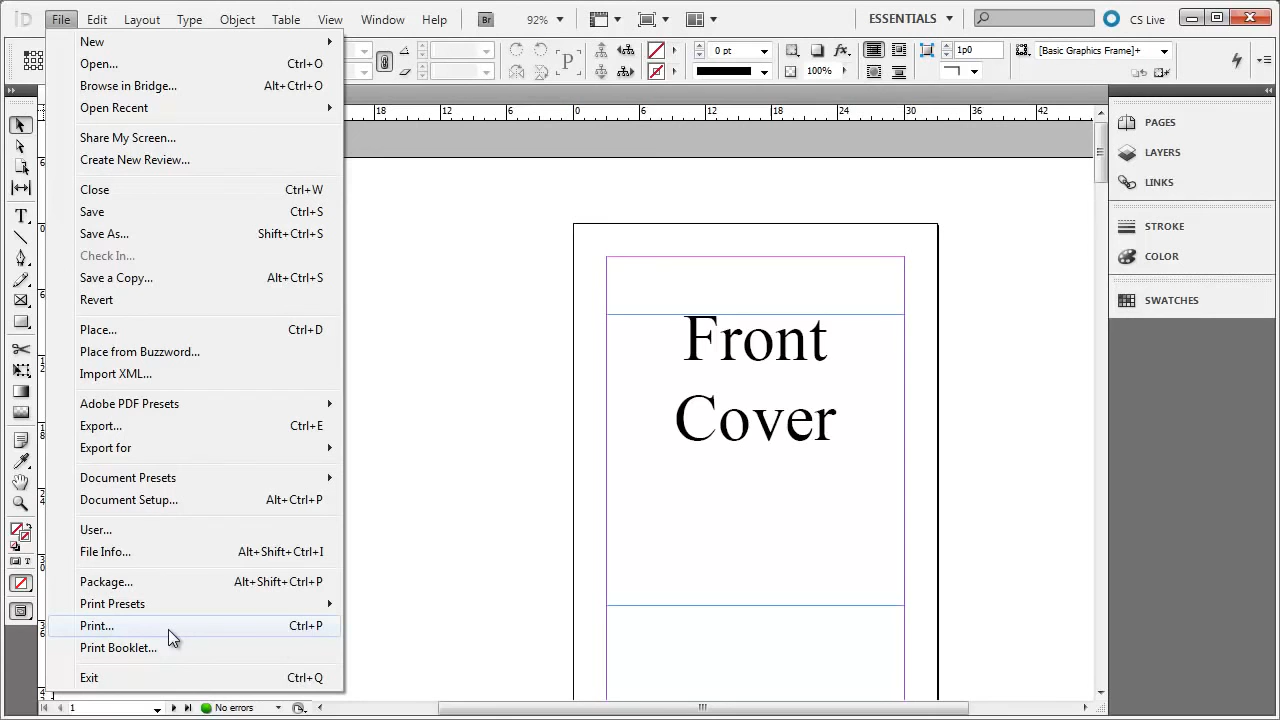 iD File Edit Layout Type Object Table View Window Help Br 92% ESSENTIALS CS Live
New
Open... Ctrl+O
Browse in Bridge... Alt+Ctrl+O
Open Recent
Share My Screen...
Create New Review...
Close Ctrl+W
Save Ctrl+S
Save As... Shift+Ctrl+S
Check In...
Save a Copy... Alt+Ctrl+S
Revert
Place... Ctrl+D
Place from Buzzword...
Import XML...
Adobe PDF Presets
Export... Ctrl+E
Export for
Document Presets
Document Setup... Alt+Ctrl+P
User...
File Info... Alt+Shift+Ctrl+I
Package... Alt+Shift+Ctrl+P
Print Presets
Print... Ctrl+P
Print Booklet...
Exit Ctrl+Q
P 0 pt fx 1p0 [Basic Graphics Frame]+
100%
18 12 6 0 6 12 18 24 30 36 42
Front
Cover
PAGES
LAYERS
LINKS
STROKE
COLOR
SWATCHES
1 No errors